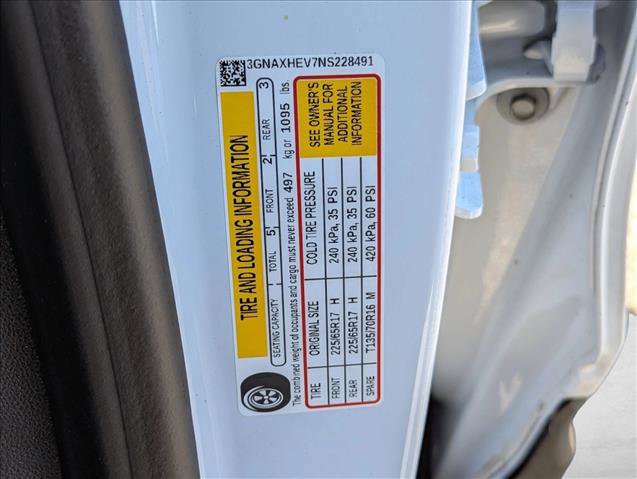 3GNAXHEV7NS228491
TIRE AND LOADING INFORMATION
SEATING CAPACITY TOTAL 5 FRONT 2 REAR 3
The combined weight of occupants and cargo must never exceed 497 kg or 1095 lbs.
TIRE ORIGINAL SIZE COLD TIRE PRESSURE
FRONT 225/65R17 H 240 kPa, 35 PSI
REAR 225/65R17 H 240 kPa, 35 PSI
SPARE T135/70R16 M 420 kPa, 60 PSI
SEE OWNER'S
MANUAL FOR
ADDITIONAL
INFORMATION